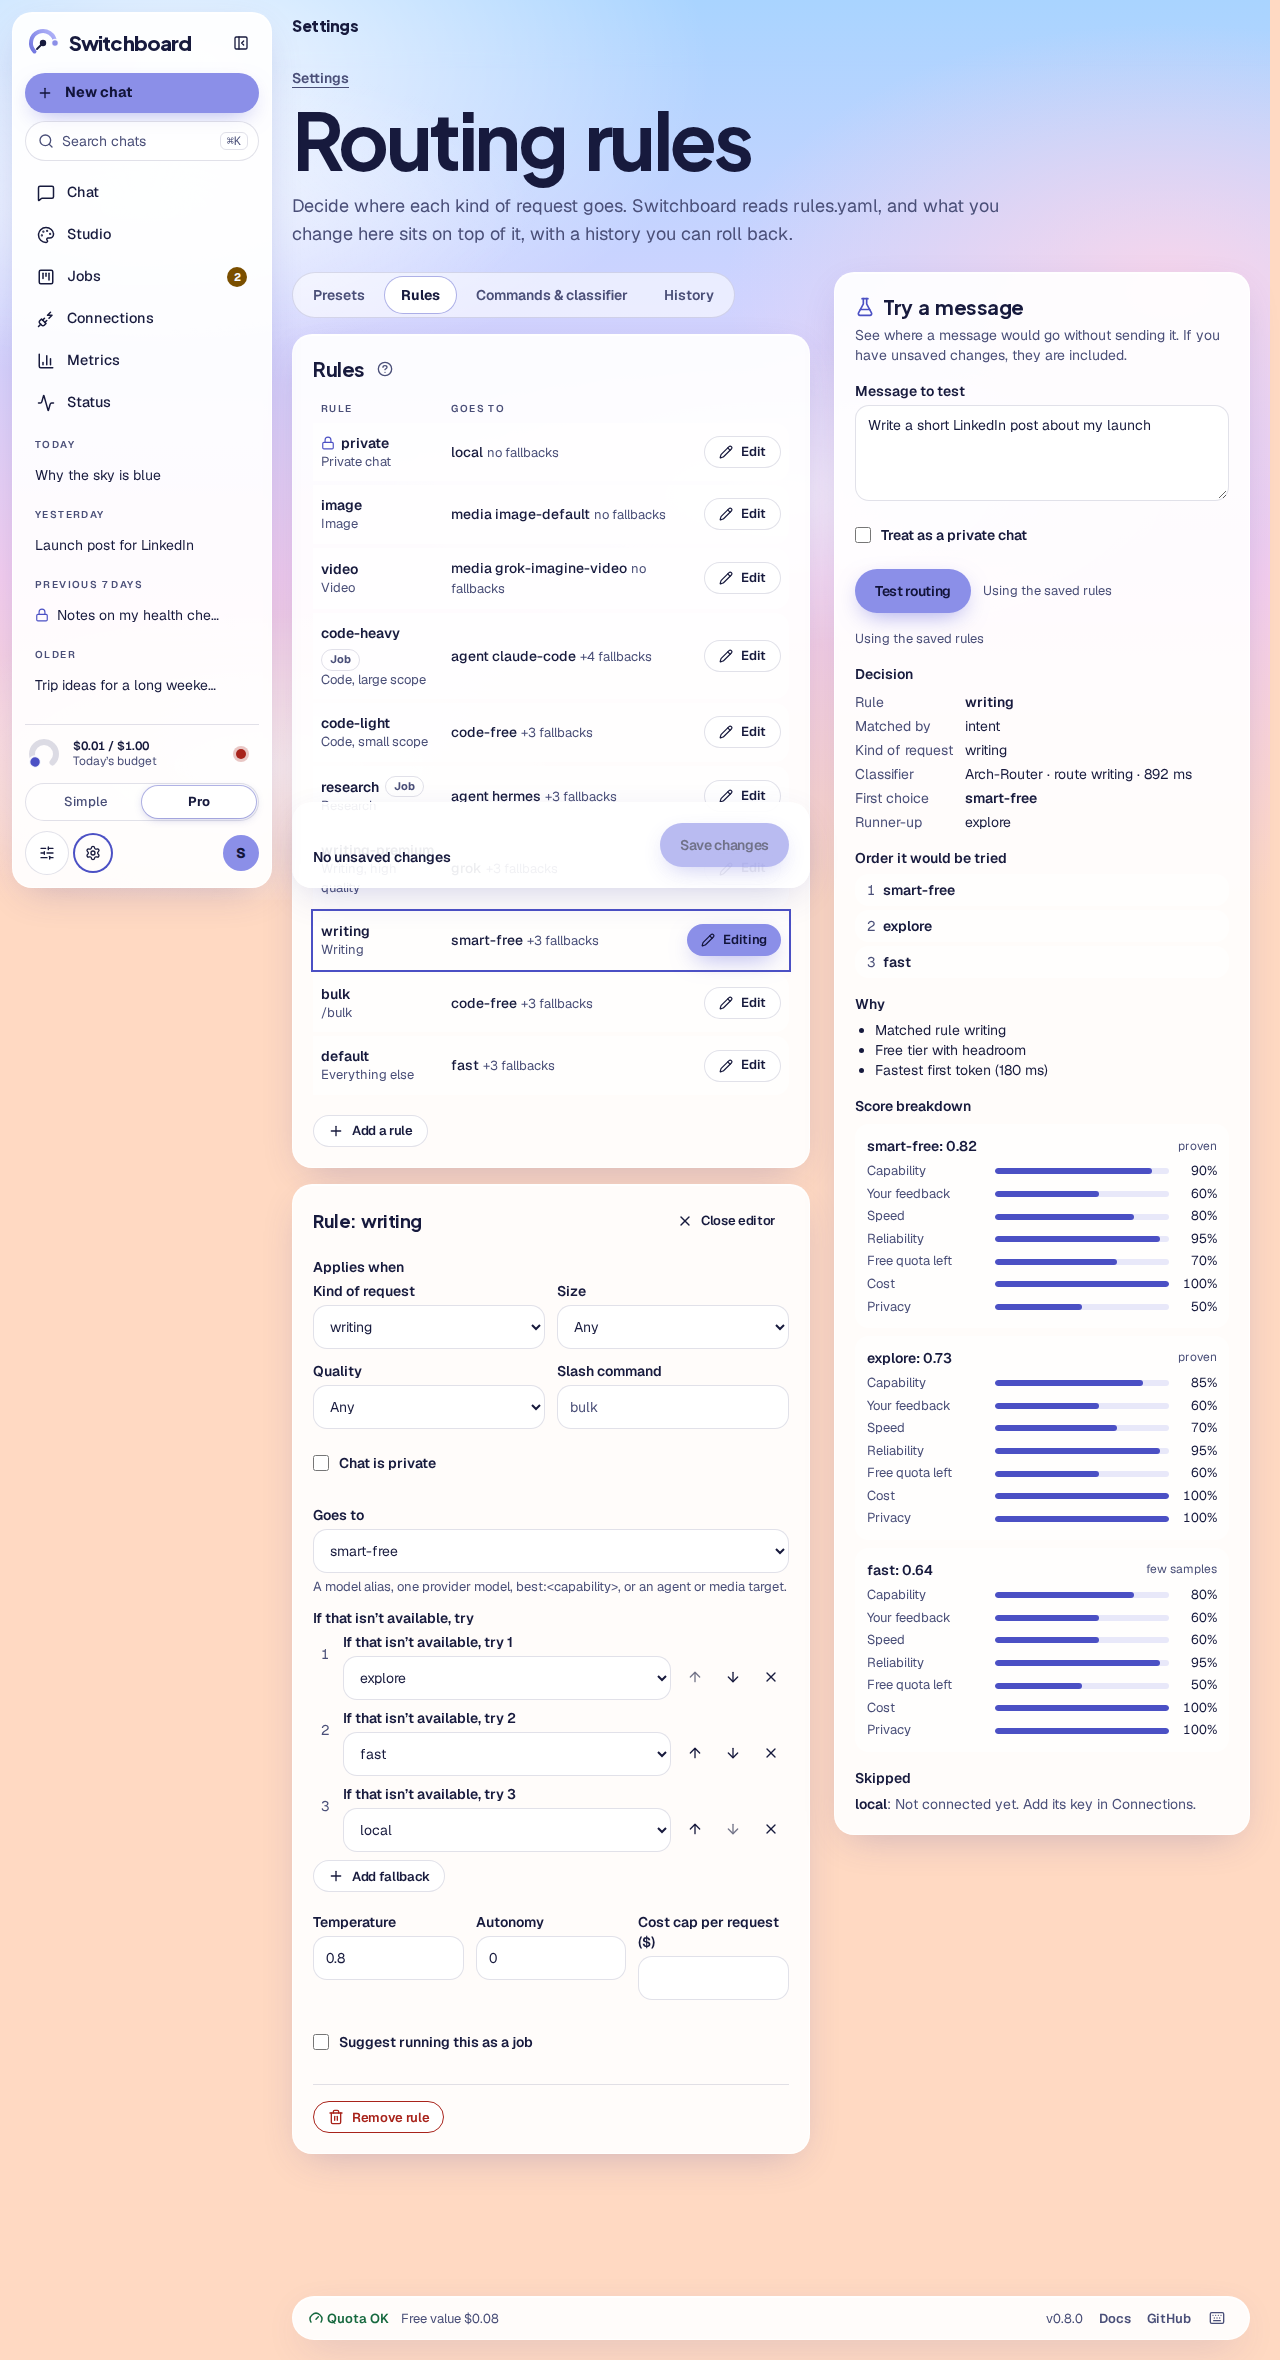 Switchboard
New chat
Search chats ⌘K
Chat
Studio
Jobs 2
Connections
Metrics
Status
TODAY
Why the sky is blue
YESTERDAY
Launch post for LinkedIn
PREVIOUS 7 DAYS
Notes on my health che…
OLDER
Trip ideas for a long weeke…
$0.01 / $1.00
Today's budget
Simple Pro
S
Settings
Settings
Routing rules
Decide where each kind of request goes. Switchboard reads rules.yaml, and what you
change here sits on top of it, with a history you can roll back.
Presets Rules Commands & classifier History
Rules
RULE GOES TO
private
Private chat
local no fallbacks
Edit
image
Image
media image-default no fallbacks
Edit
video
Video
media grok-imagine-video no
fallbacks
Edit
code-heavy
Job
Code, large scope
agent claude-code +4 fallbacks
Edit
code-light
Code, small scope
code-free +3 fallbacks
Edit
research Job
Research
agent hermes +3 fallbacks
Edit
writing-premium
Writing, high
quality
grok +3 fallbacks
Edit
No unsaved changes
Save changes
writing
Writing
smart-free +3 fallbacks
Editing
bulk
/bulk
code-free +3 fallbacks
Edit
default
Everything else
fast +3 fallbacks
Edit
Add a rule
Rule: writing
Close editor
Applies when
Kind of request Size
writing Any
Quality Slash command
Any bulk
Chat is private
Goes to
smart-free
A model alias, one provider model, best:<capability>, or an agent or media target.
If that isn't available, try
1 If that isn't available, try 1
explore
2 If that isn't available, try 2
fast
3 If that isn't available, try 3
local
Add fallback
Temperature Autonomy Cost cap per request
($)
0.8 0
Suggest running this as a job
Remove rule
Try a message
See where a message would go without sending it. If you
have unsaved changes, they are included.
Message to test
Write a short LinkedIn post about my launch
Treat as a private chat
Test routing Using the saved rules
Using the saved rules
Decision
Rule writing
Matched by intent
Kind of request writing
Classifier Arch-Router · route writing · 892 ms
First choice smart-free
Runner-up explore
Order it would be tried
1 smart-free
2 explore
3 fast
Why
Matched rule writing
Free tier with headroom
Fastest first token (180 ms)
Score breakdown
smart-free: 0.82 proven
Capability 90%
Your feedback 60%
Speed 80%
Reliability 95%
Free quota left 70%
Cost 100%
Privacy 50%
explore: 0.73 proven
Capability 85%
Your feedback 60%
Speed 70%
Reliability 95%
Free quota left 60%
Cost 100%
Privacy 100%
fast: 0.64 few samples
Capability 80%
Your feedback 60%
Speed 60%
Reliability 95%
Free quota left 50%
Cost 100%
Privacy 100%
Skipped
local: Not connected yet. Add its key in Connections.
Quota OK Free value $0.08
v0.8.0 Docs GitHub